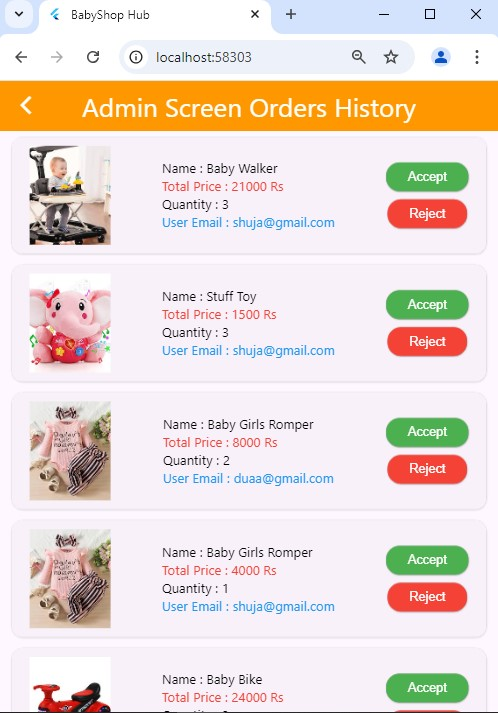 BabyShop Hub
localhost:58303
Admin Screen Orders History
Name : Baby Walker
Total Price : 21000 Rs
Quantity : 3
User Email : shuja@gmail.com
Accept
Reject
Name : Stuff Toy
Total Price : 1500 Rs
Quantity : 3
User Email : shuja@gmail.com
Accept
Reject
Name : Baby Girls Romper
Total Price : 8000 Rs
Quantity : 2
User Email : duaa@gmail.com
Accept
Reject
Name : Baby Girls Romper
Total Price : 4000 Rs
Quantity : 1
User Email : shuja@gmail.com
Accept
Reject
Name : Baby Bike
Total Price : 24000 Rs
Accept